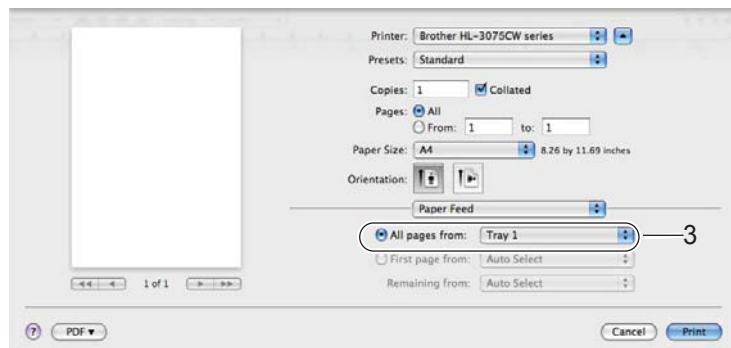 Printer: Brother HL-3075CW series
Presets: Standard
Copies: 1 Collated
Pages: All
From: 1 to: 1
Paper Size: A4 8.26 by 11.69 inches
Orientation:
Paper Feed
All pages from: Tray 1 3
First page from: Auto Select
Remaining from: Auto Select
1 of 1
? PDF ▼ Cancel Print